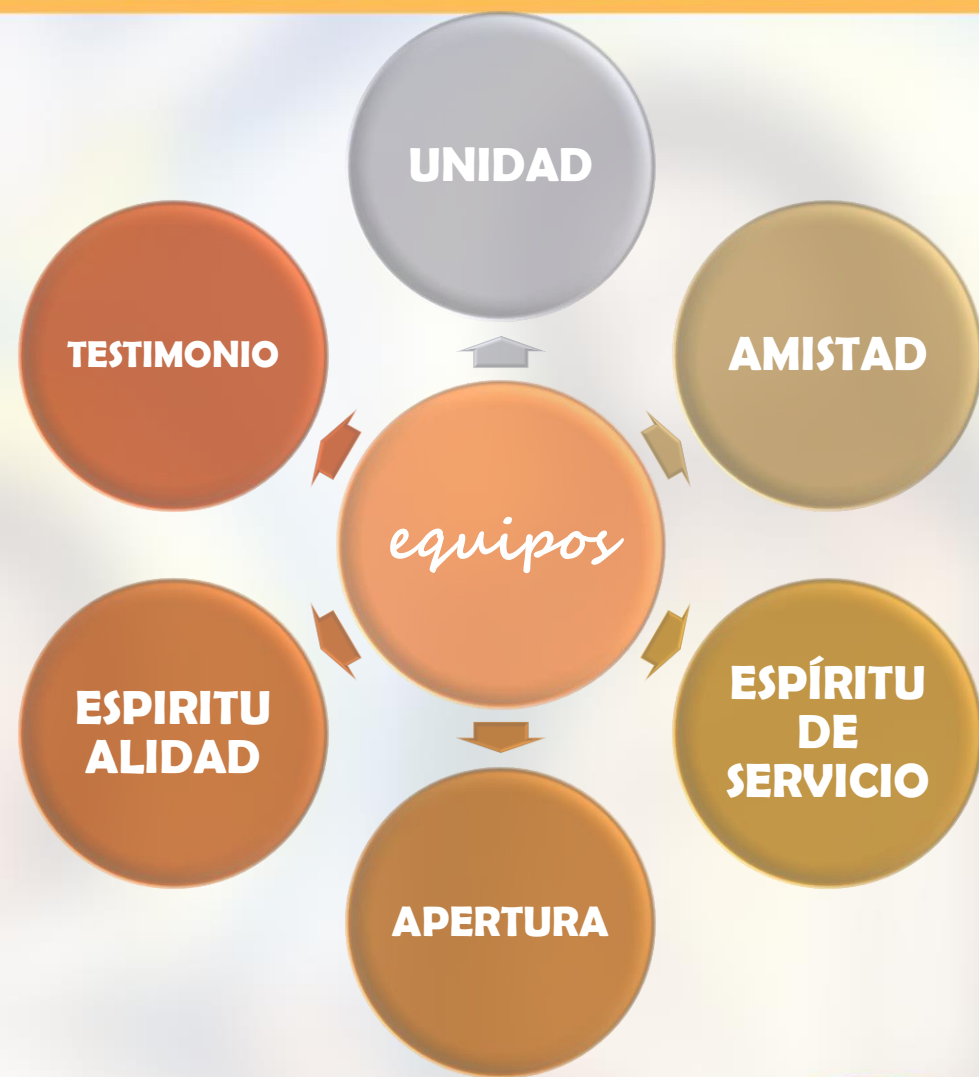 UNIDAD
AMISTAD
ESPÍRITU
DE
SERVICIO
APERTURA
ESPIRITU
ALIDAD
TESTIMONIO
equipos